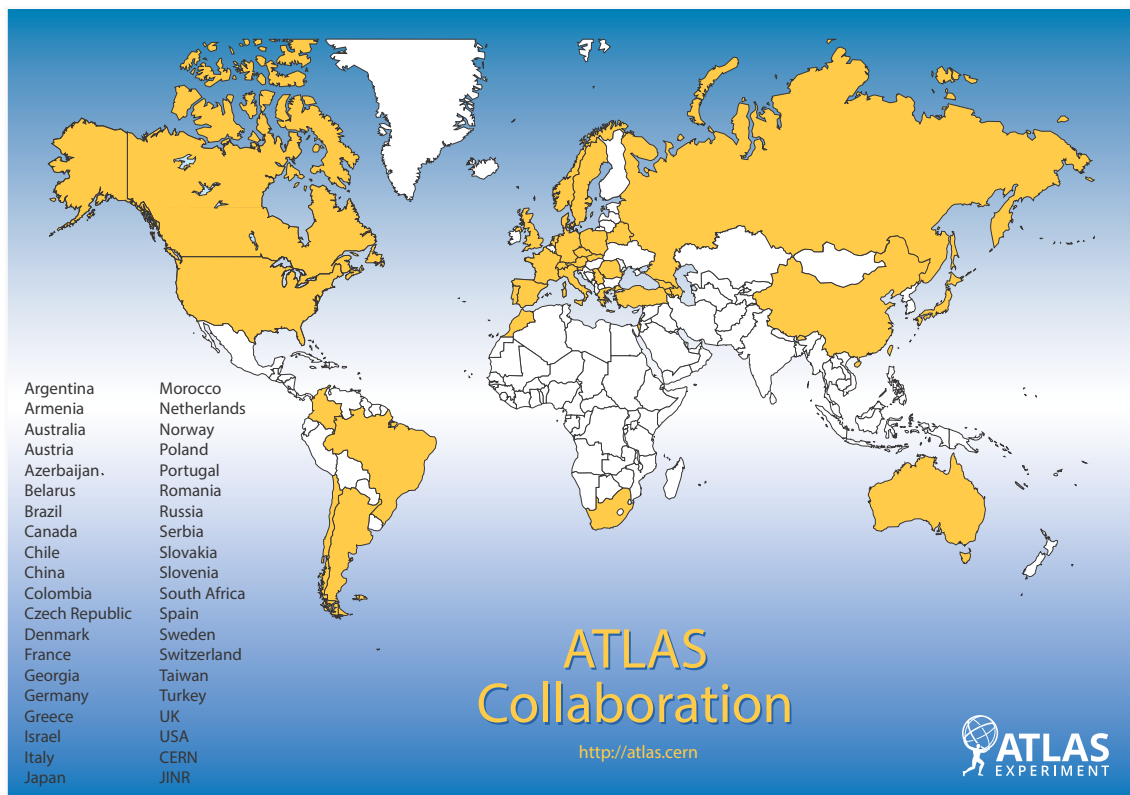 Argentina
Armenia
Australia
Austria
Azerbaijan.
Belarus
Brazil
Canada
Chile
China
Colombia
Czech Republic
Denmark
France
Georgia
Germany
Greece
Israel
Italy
Japan
Morocco
Netherlands
Norway
Poland
Portugal
Romania
Russia
Serbia
Slovakia
Slovenia
South Africa
Spain
Sweden
Switzerland
Taiwan
Turkey
UK
USA
CERN
JINR
ATLAS
Collaboration
http://atlas.cern
ATLAS
EXPERIMENT